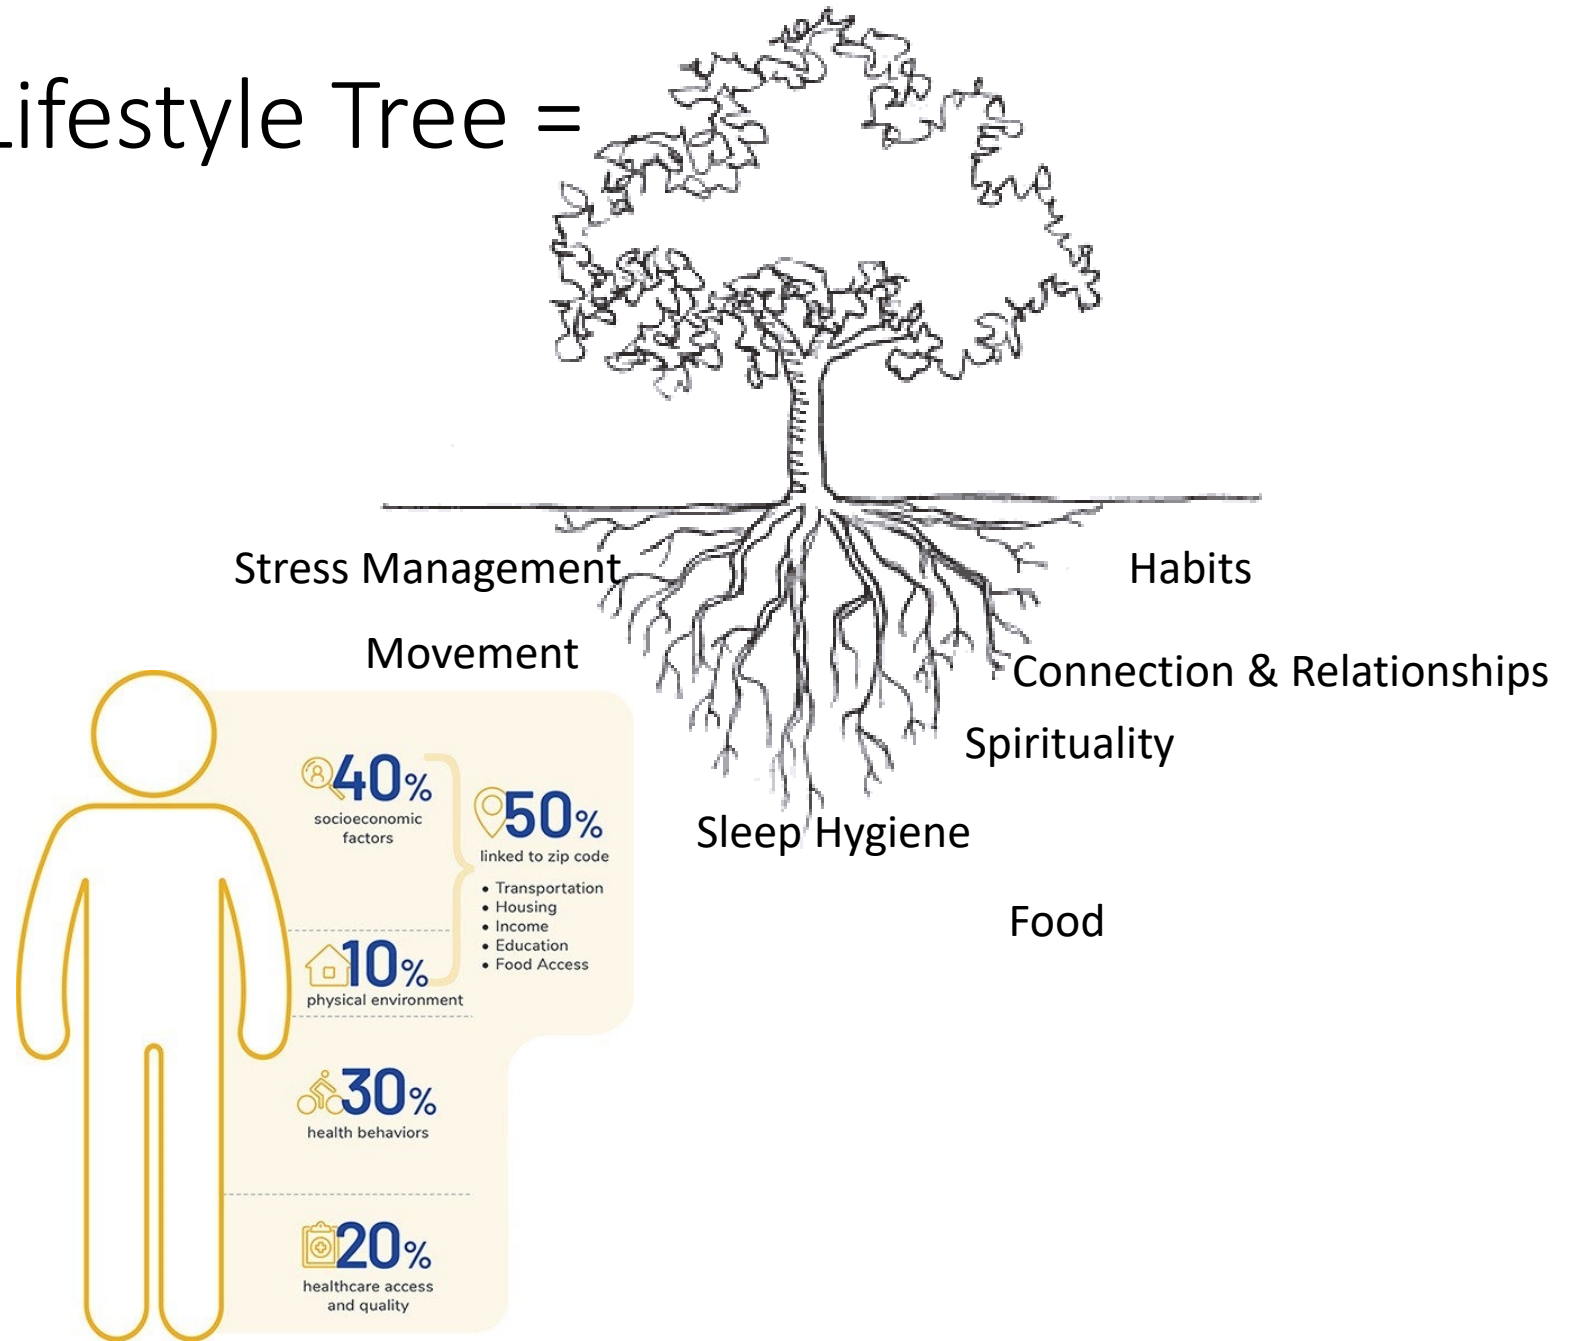 Lifestyle Tree =
Stress Management
Habits
Movement
Connection & Relationships
Spirituality
Sleep Hygiene
Food
40%
socioeconomic
factors
50%
linked to zip code
• Transportation
• Housing
• Income
• Education
• Food Access
10%
physical environment
30%
health behaviors
20%
healthcare access
and quality